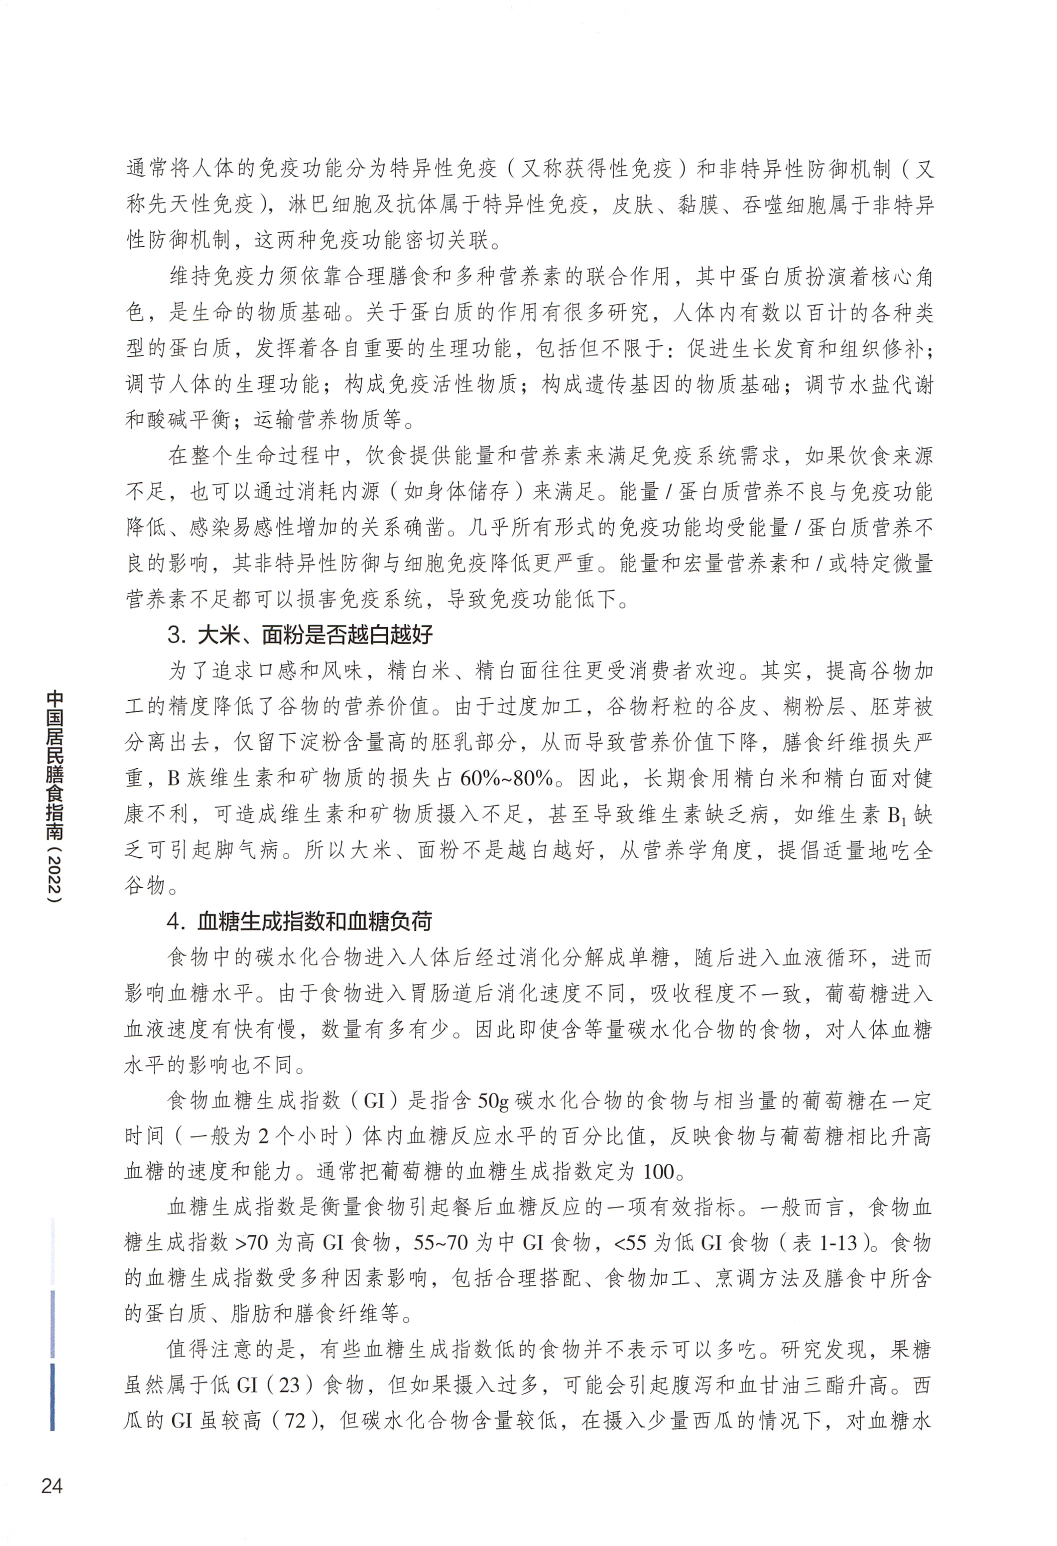 通常将人体的免疫功能分为特异性免疫（又称获得性免疫）和非特异性防御机制（又
称先天性免疫），淋巴细胞及抗体属于特异性免疫，皮肤、黏膜、吞噬细胞属于非特异
性防御机制，这两种免疫功能密切关联。
维持免疫力须依靠合理膳食和多种营养素的联合作用，其中蛋白质扮演着核心角
色，是生命的物质基础。关于蛋白质的作用有很多研究，人体内有数以百计的各种类
型的蛋白质，发挥着各自重要的生理功能，包括但不限于：促进生长发育和组织修补；
调节人体的生理功能；构成免疫活性物质；构成遗传基因的物质基础；调节水盐代谢
和酸碱平衡；运输营养物质等。
在整个生命过程中，饮食提供能量和营养素来满足免疫系统需求，如果饮食来源
不足，也可以通过消耗内源（如身体储存）来满足。能量/蛋白质营养不良与免疫功能
降低、感染易感性增加的关系确凿。几乎所有形式的免疫功能均受能量/蛋白质营养不
良的影响，其非特异性防御与细胞免疫降低更严重。能量和宏量营养素和/或特定微量
营养素不足都可以损害免疫系统，导致免疫功能低下。
3. 大米、面粉是否越白越好
为了追求口感和风味，精白米、精白面往往更受消费者欢迎。其实，提高谷物加
工的精度降低了谷物的营养价值。由于过度加工，谷物籽粒的谷皮、糊粉层、胚芽被
分离出去，仅留下淀粉含量高的胚乳部分，从而导致营养价值下降，膳食纤维损失严
重，B 族维生素和矿物质的损失占 60%~80%。因此，长期食用精白米和精白面对健
康不利，可造成维生素和矿物质摄入不足，甚至导致维生素缺乏病，如维生素 B₁ 缺
乏可引起脚气病。所以大米、面粉不是越白越好，从营养学角度，提倡适量地吃全
谷物。
4. 血糖生成指数和血糖负荷
食物中的碳水化合物进入人体后经过消化分解成单糖，随后进入血液循环，进而
影响血糖水平。由于食物进入胃肠道后消化速度不同，吸收程度不一致，葡萄糖进入
血液速度有快有慢，数量有多有少。因此即使含等量碳水化合物的食物，对人体血糖
水平的影响也不同。
食物血糖生成指数（GI）是指含 50g 碳水化合物的食物与相当量的葡萄糖在一定
时间（一般为 2 个小时）体内血糖反应水平的百分比值，反映食物与葡萄糖相比升高
血糖的速度和能力。通常把葡萄糖的血糖生成指数定为 100。
血糖生成指数是衡量食物引起餐后血糖反应的一项有效指标。一般而言，食物血
糖生成指数 >70 为高 GI 食物，55~70 为中 GI 食物，<55 为低 GI 食物（表 1-13）。食物
的血糖生成指数受多种因素影响，包括合理搭配、食物加工、烹调方法及膳食中所含
的蛋白质、脂肪和膳食纤维等。
值得注意的是，有些血糖生成指数低的食物并不表示可以多吃。研究发现，果糖
虽然属于低 GI（23）食物，但如果摄入过多，可能会引起腹泻和血甘油三酯升高。西
瓜的 GI 虽较高（72），但碳水化合物含量较低，在摄入少量西瓜的情况下，对血糖水
中国居民膳食指南（2022）
24